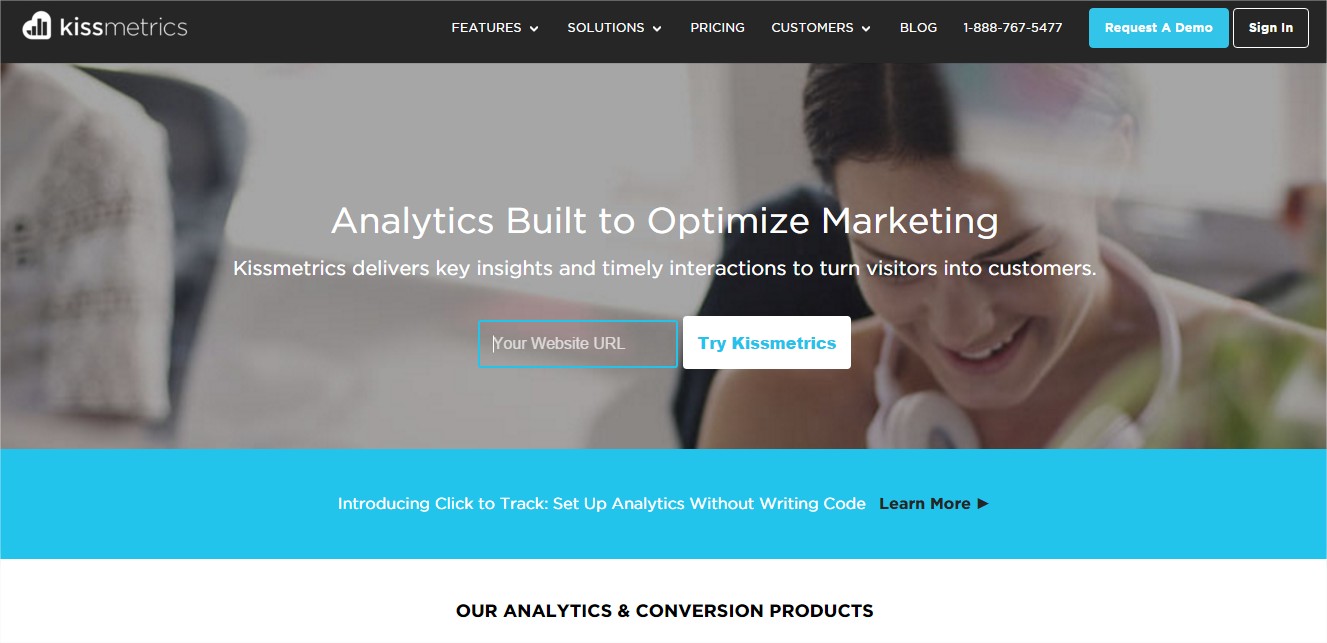 kissmetrics
FEATURES SOLUTIONS PRICING CUSTOMERS BLOG 1-888-767-5477 Request A Demo Sign In
Analytics Built to Optimize Marketing
Kissmetrics delivers key insights and timely interactions to turn visitors into customers.
Your Website URL Try Kissmetrics
Introducing Click to Track: Set Up Analytics Without Writing Code Learn More ►
OUR ANALYTICS & CONVERSION PRODUCTS